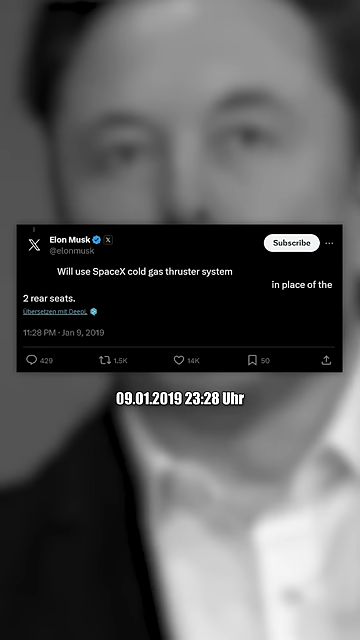 Elon Musk
@elonmusk
Subscribe
Will use SpaceX cold gas thruster system
in place of the
2 rear seats.
Übersetzen mit DeepL
11:28 PM · Jan 9, 2019
429 1.5K 14K 50
09.01.2019 23:28 Uhr